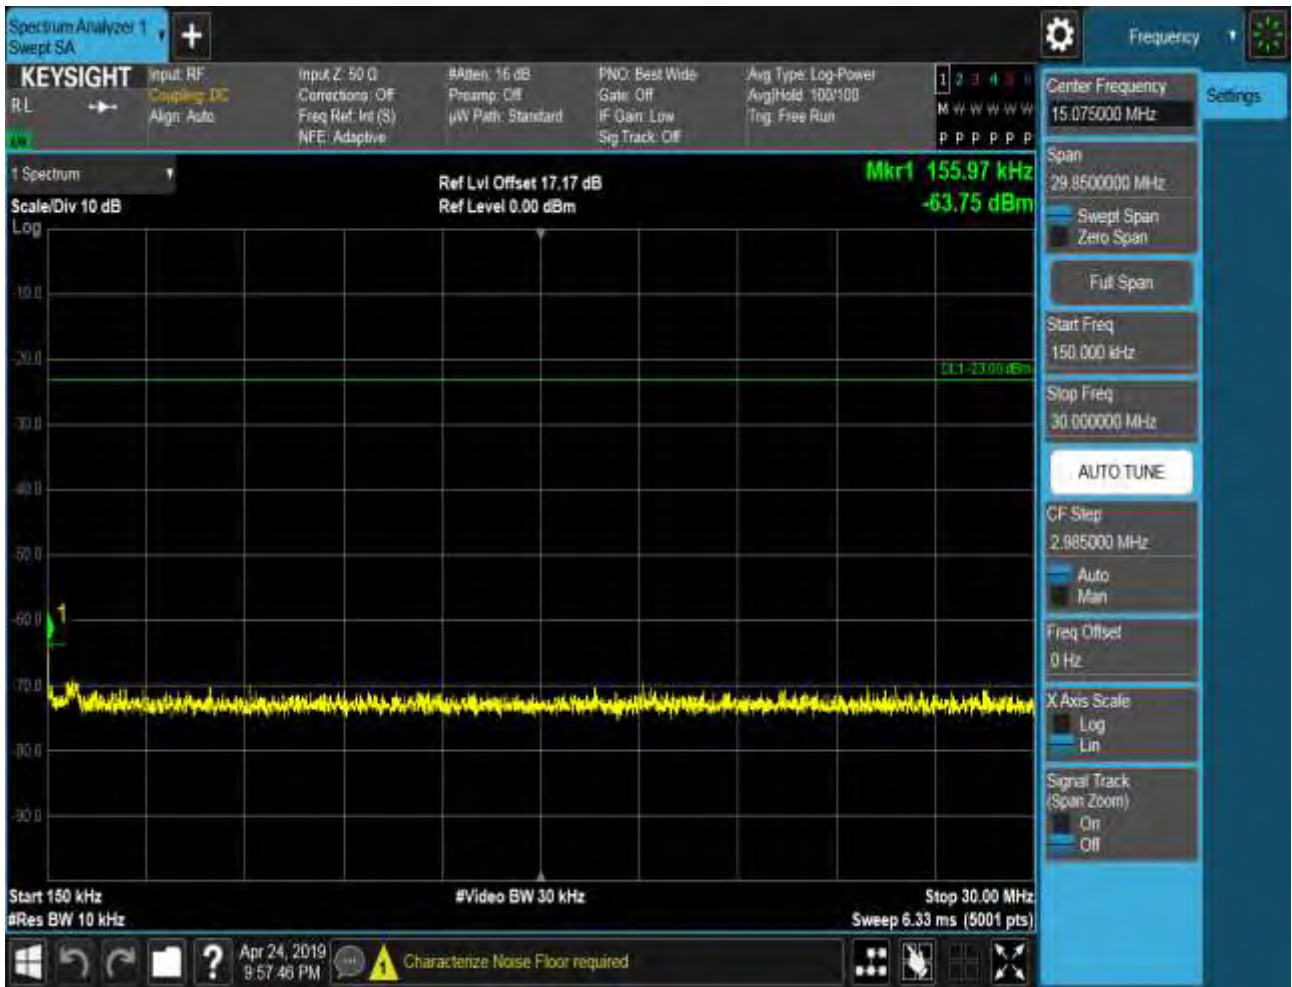 Spectrum Analyzer 1
Swept SA
+
Frequency
KEYSIGHT
RL
Input: RF
Coupling: DC
Align: Auto
Input Z: 50 Ω
Corrections: Off
Freq Ref: Int (S)
NFE: Adaptive
#Atten: 16 dB
Preamp: Off
µW Path: Standard
PNO: Best Wide
Gate: Off
IF Gain: Low
Sig Track: Off
Avg Type: Log-Power
Avg|Hold: 100/100
Trig: Free Run
1 2 3 4 5 6
M W W W W W
P P P P P P
1 Spectrum
Scale/Div 10 dB
Log
Ref Lvl Offset 17.17 dB
Ref Level 0.00 dBm
Mkr1 155.97 kHz
-63.75 dBm
-10.0
-20.0
DL1 -23.00 dBm
-30.0
-40.0
-50.0
-60.0
1
-70.0
-80.0
-90.0
Start 150 kHz
#Res BW 10 kHz
#Video BW 30 kHz
Stop 30.00 MHz
Sweep 6.33 ms (5001 pts)
Center Frequency
15.075000 MHz
Settings
Span
29.8500000 MHz
Swept Span
Zero Span
Full Span
Start Freq
150.000 kHz
Stop Freq
30.000000 MHz
AUTO TUNE
CF Step
2.985000 MHz
Auto
Man
Freq Offset
0 Hz
X Axis Scale
Log
Lin
Signal Track
(Span Zoom)
On
Off
?
Apr 24, 2019
9:57:46 PM
Characterize Noise Floor required